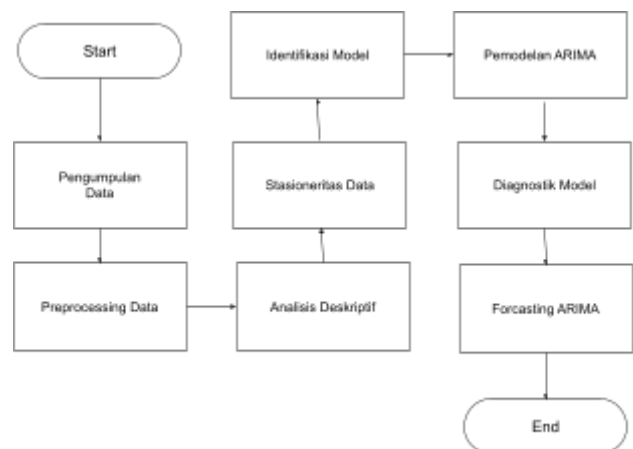 Start
Pengumpulan
Data
Preprocessing Data
Analisis Deskriptif
Stasioneritas Data
Identifikasi Model
Pemodelan ARIMA
Diagnostik Model
Forcasting ARIMA
End